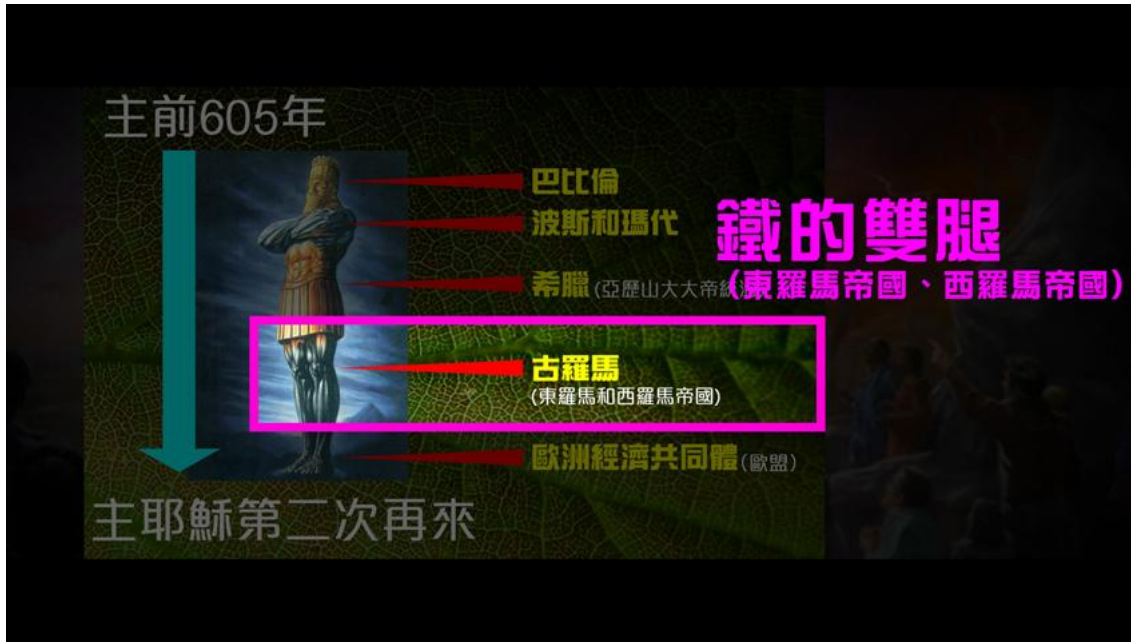 主前605年
巴比倫
波斯和瑪代
鐵的雙腿
(東羅馬帝國、西羅馬帝國)
希臘(亞歷山大大帝統
古羅馬
(東羅馬和西羅馬帝國)
歐洲經濟共同體(歐盟)
主耶穌第二次再來